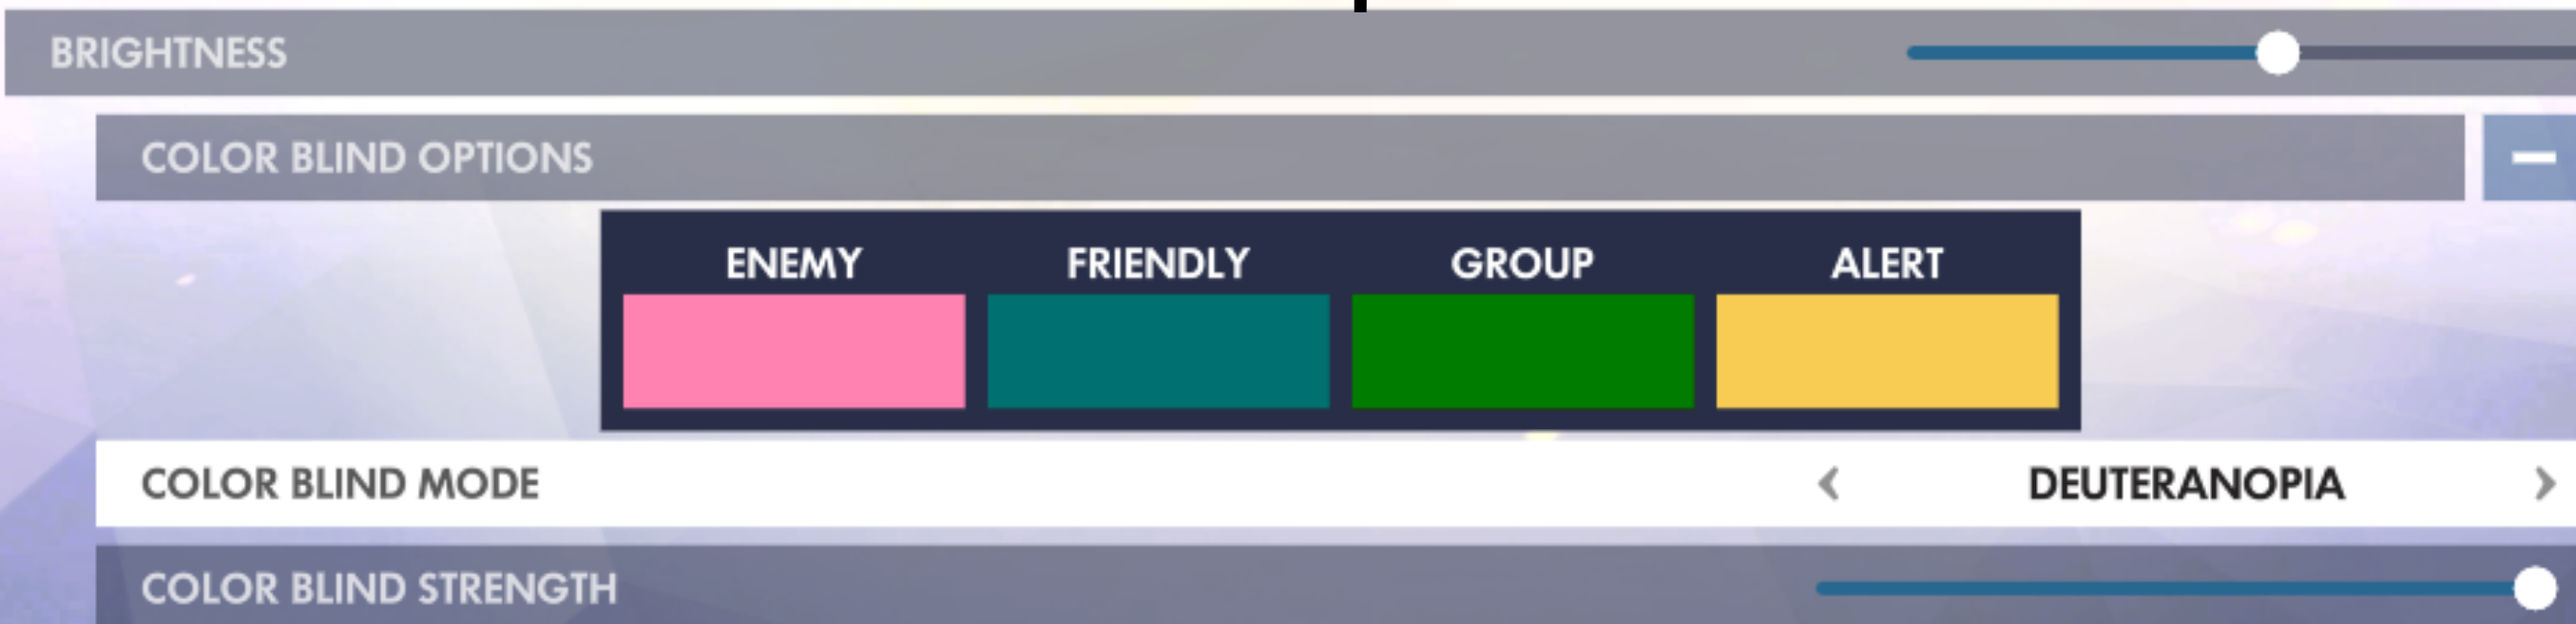 BRIGHTNESS
COLOR BLIND OPTIONS
ENEMY FRIENDLY GROUP ALERT
COLOR BLIND MODE DEUTERANOPIA
COLOR BLIND STRENGTH